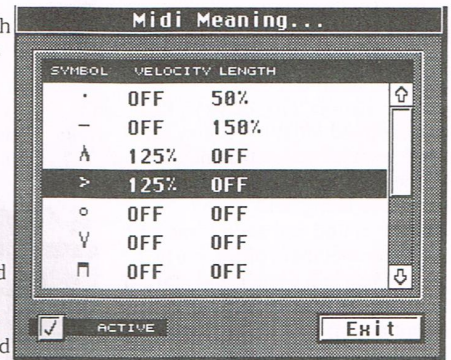 h
Midi Meaning...
SYMBOL VELOCITY LENGTH
· OFF 50%
– OFF 150%
ʌ 125% OFF
> 125% OFF
o OFF OFF
V OFF OFF
⊓ OFF OFF
d
✓ ACTIVE Exit
d